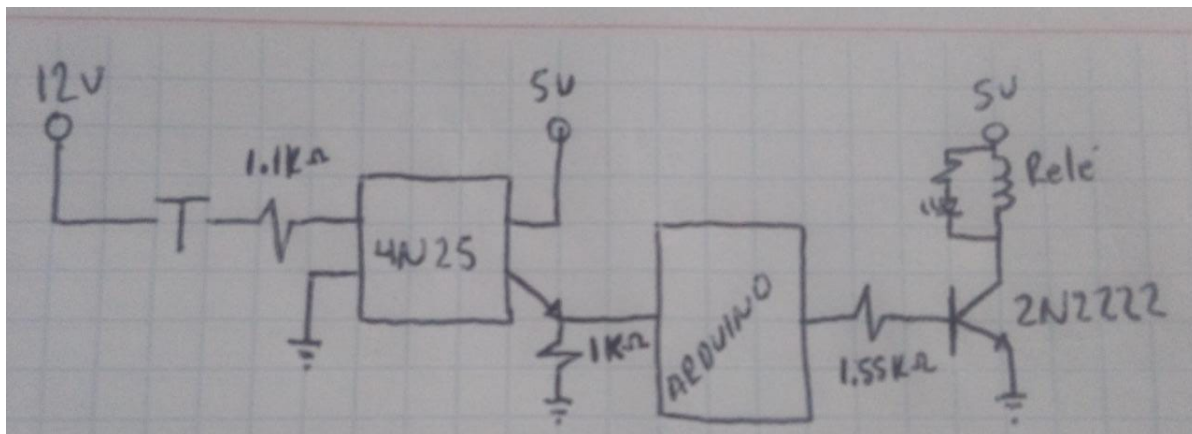 12V
5V
5V
1.1KΩ
Relé
4N25
2N2222
ARDUINO
1KΩ
1.55KΩ